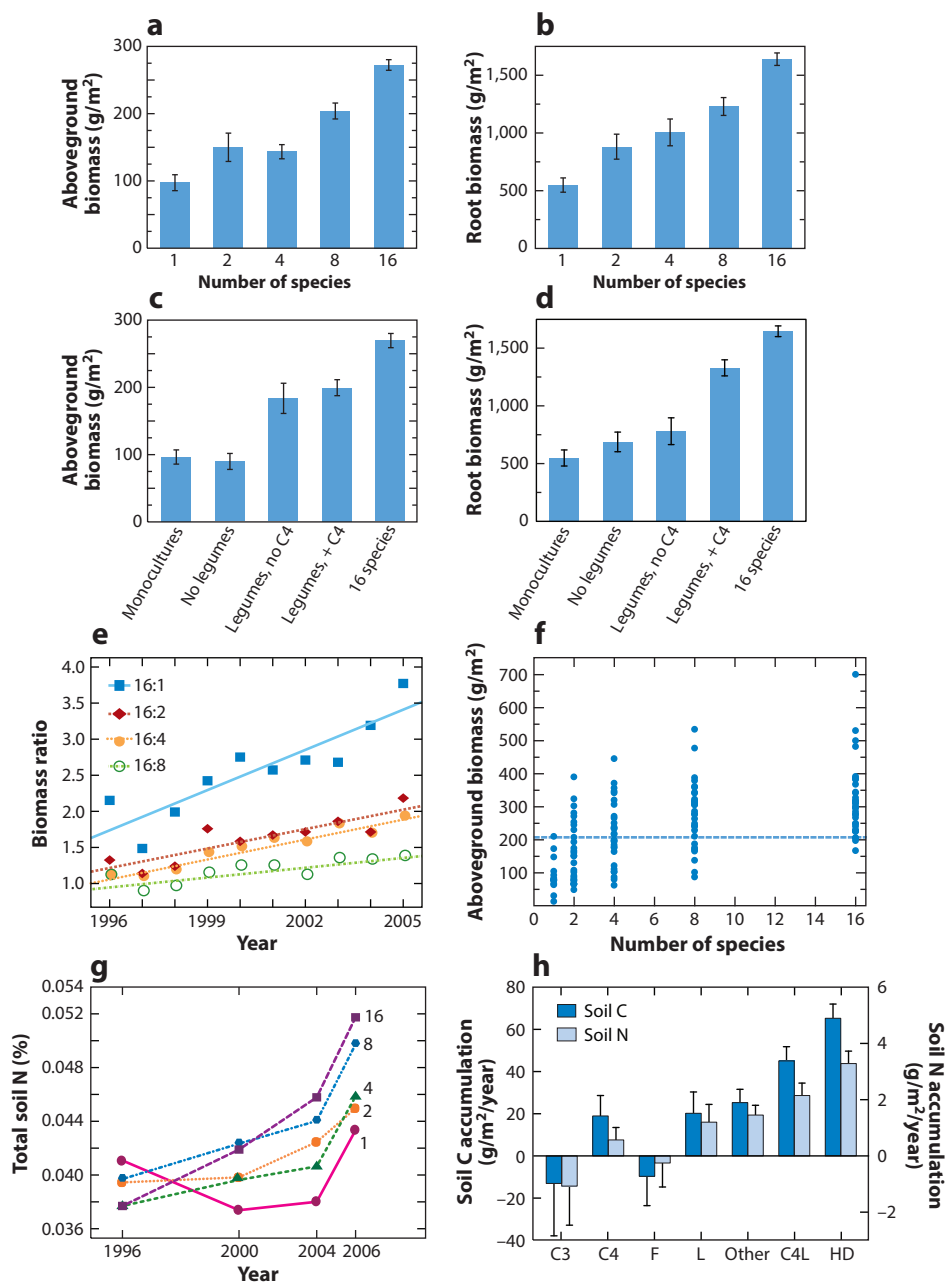 a
Aboveground
biomass (g/m²)
300
200
100
0
1 2 4 8 16
Number of species
b
Root biomass (g/m²)
1,500
1,000
500
0
1 2 4 8 16
Number of species
c
Aboveground
biomass (g/m²)
300
200
100
0
Monocultures
No legumes
Legumes, no C4
Legumes, + C4
16 species
d
Root biomass (g/m²)
1,500
1,000
500
0
Monocultures
No legumes
Legumes, no C4
Legumes, + C4
16 species
e
Biomass ratio
4.0
3.5
3.0
2.5
2.0
1.5
1.0
16:1
16:2
16:4
16:8
1996 1999 2002 2005
Year
f
Aboveground biomass (g/m²)
700
600
500
400
300
200
100
0 2 4 6 8 10 12 14 16
Number of species
g
Total soil N (%)
0.054
0.052
0.048
0.044
0.040
0.036
16
8
4
2
1
1996 2000 2004 2006
Year
h
Soil C accumulation
(g/m²/year)
80
60
40
20
0
−20
−40
Soil C
Soil N
6
4
2
0
−2
Soil N accumulation
(g/m²/year)
C3 C4 F L Other C4L HD